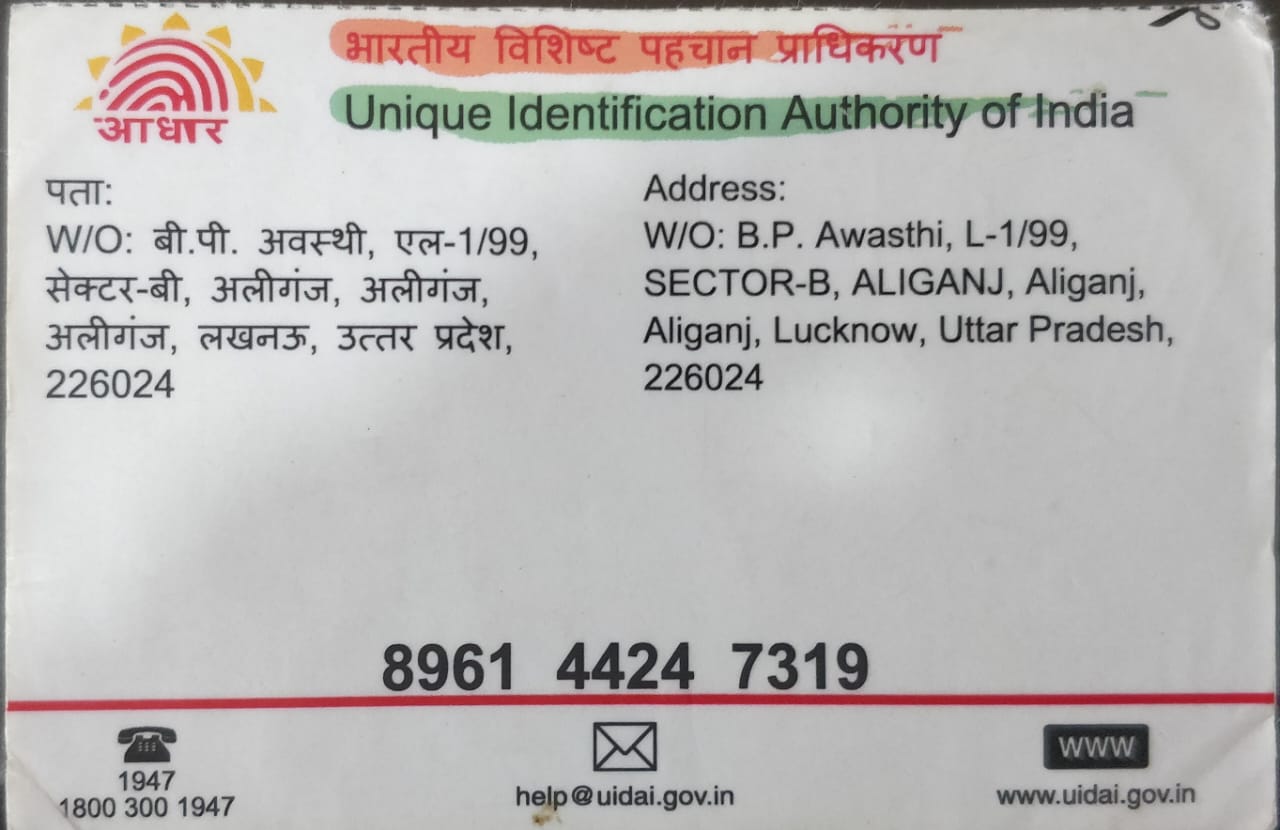 आधार
भारतीय विशिष्ट पहचान प्राधिकरण
Unique Identification Authority of India
पता:
W/O: बी.पी. अवस्थी, एल-1/99,
सेक्टर-बी, अलीगंज, अलीगंज,
अलीगंज, लखनऊ, उत्तर प्रदेश,
226024
Address:
W/O: B.P. Awasthi, L-1/99,
SECTOR-B, ALIGANJ, Aliganj,
Aliganj, Lucknow, Uttar Pradesh,
226024
8961 4424 7319
1947
1800 300 1947
help@uidai.gov.in
www
www.uidai.gov.in